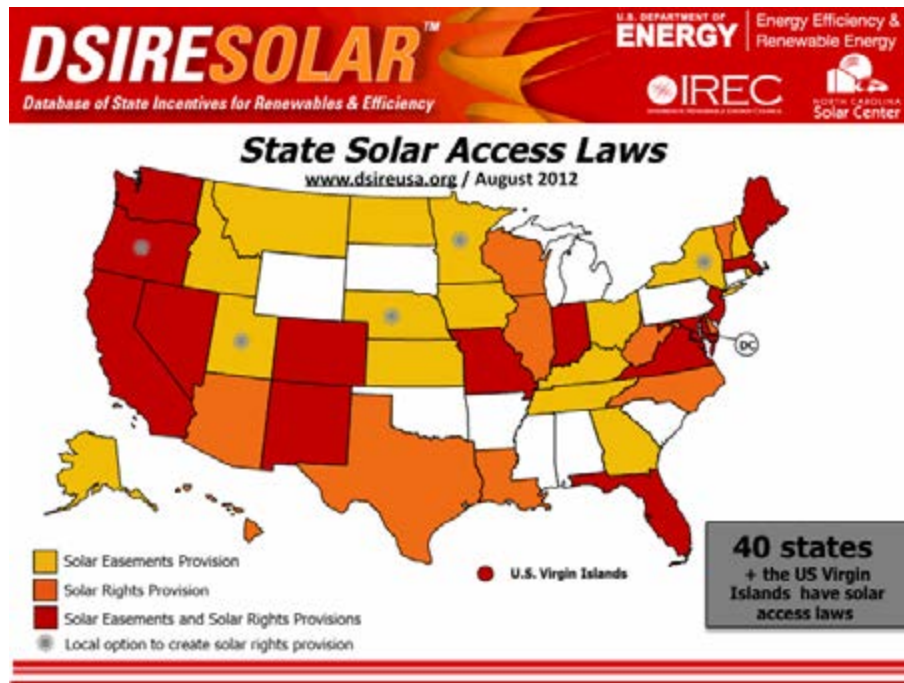 DSIRESOLAR™
Database of State Incentives for Renewables & Efficiency
U.S. DEPARTMENT OF
ENERGY
Energy Efficiency &
Renewable Energy
IREC
NORTH CAROLINA
Solar Center
State Solar Access Laws
www.dsireusa.org / August 2012
DC
Solar Easements Provision
Solar Rights Provision
Solar Easements and Solar Rights Provisions
Local option to create solar rights provision
U.S. Virgin Islands
40 states
+ the US Virgin
Islands have solar
access laws